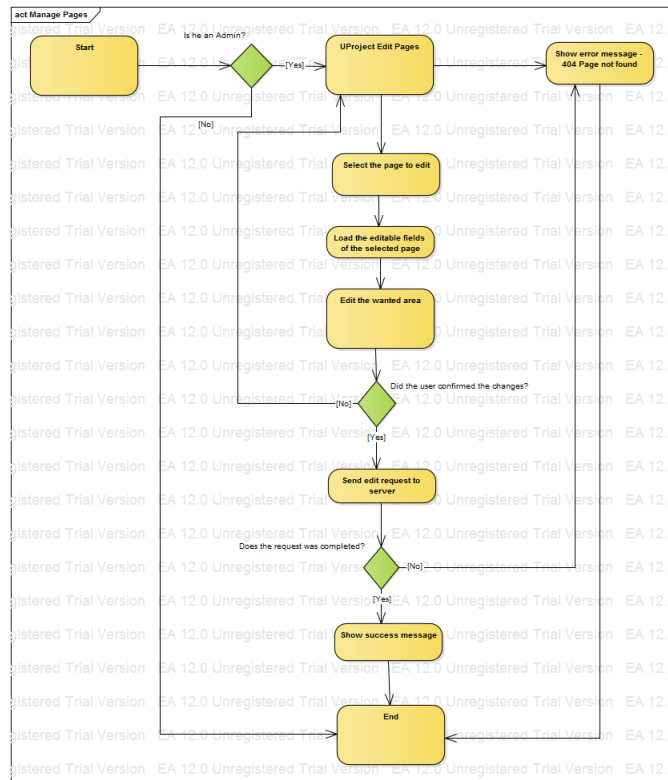 act Manage Pages
Is he an Admin?
Start
UProject Edit Pages
Show error message -
404 Page not found
[Yes]
[No]
Select the page to edit
Load the editable fields
of the selected page
Edit the wanted area
Did the user confirmed the changes?
[No]
[Yes]
Send edit request to
server
Does the request was completed?
[No]
[Yes]
Show success message
End
EA 12.0 Unregistered Trial Version